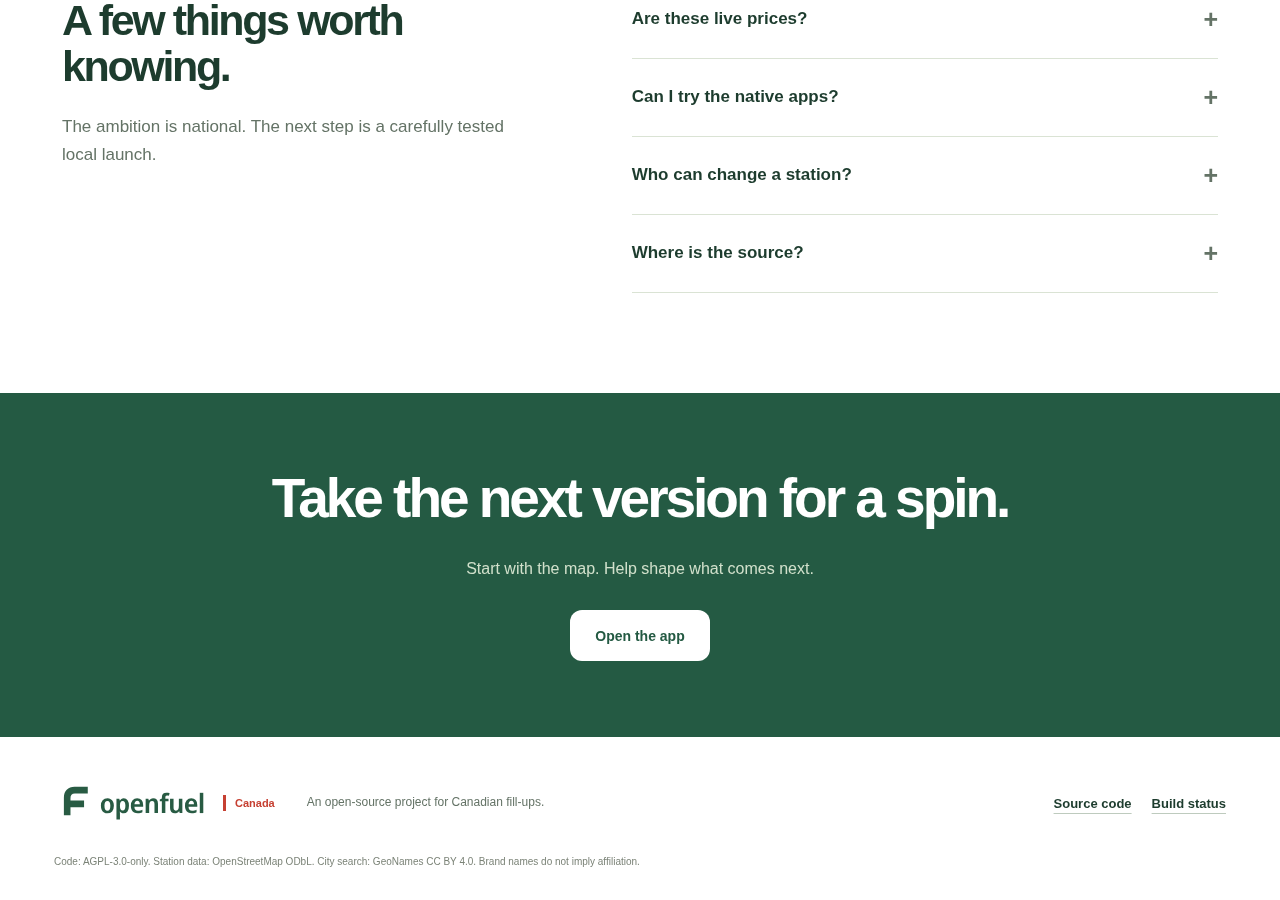 A few things worth
knowing.
The ambition is national. The next step is a carefully tested
local launch.
Are these live prices?
+
Can I try the native apps?
+
Who can change a station?
+
Where is the source?
+
Take the next version for a spin.
Start with the map. Help shape what comes next.
Open the app
openfuel
Canada
An open-source project for Canadian fill-ups.
Source code
Build status
Code: AGPL-3.0-only. Station data: OpenStreetMap ODbL. City search: GeoNames CC BY 4.0. Brand names do not imply affiliation.